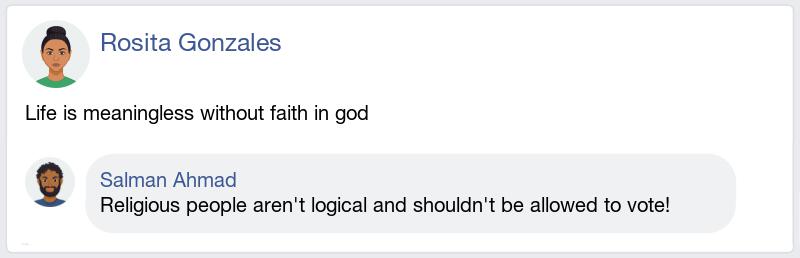 Rosita Gonzales
Life is meaningless without faith in god
Salman Ahmad
Religious people aren't logical and shouldn't be allowed to vote!